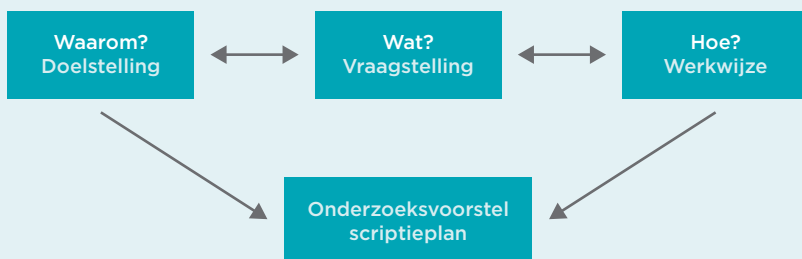 Waarom?
Doelstelling
Wat?
Vraagstelling
Hoe?
Werkwijze
Onderzoeksvoorstel
scriptieplan